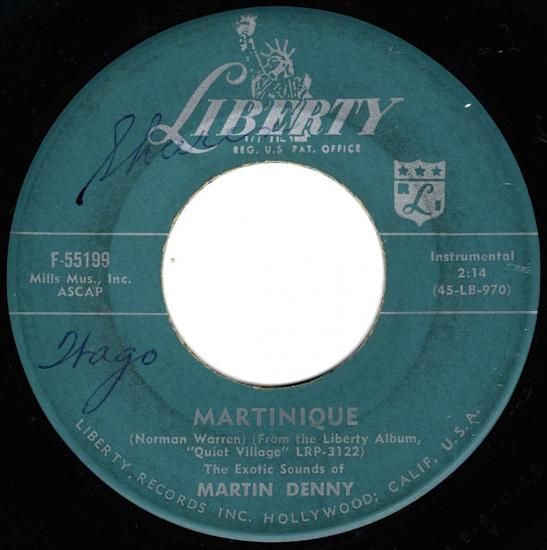 LIBERTY
REG. U.S. PAT. OFFICE
L
F-55199
Mills Mus., Inc.
ASCAP
Instrumental
2:14
(45-LB-970)
MARTINIQUE
(Norman Warren) (From the Liberty Album,
"Quiet Village" LRP-3122)
The Exotic Sounds of
MARTIN DENNY
LIBERTY RECORDS INC. HOLLYWOOD, CALIF. U.S.A.